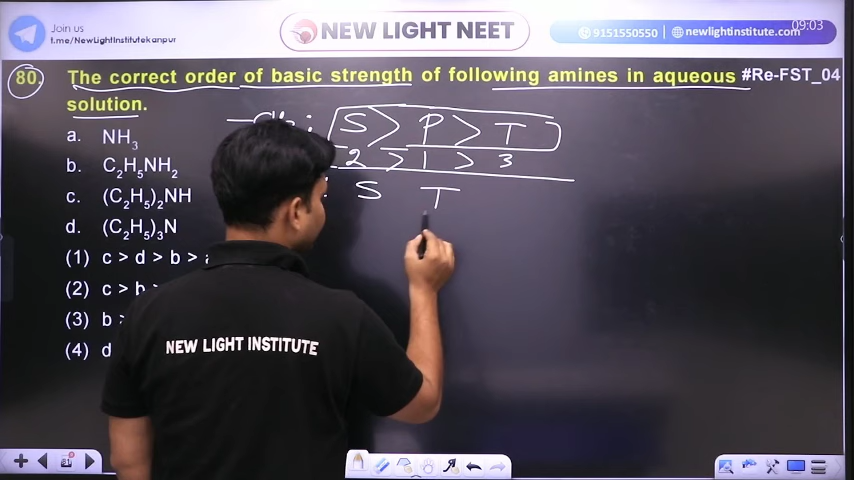 Join us
t.me/NewLightInstitutekanpur
NEW LIGHT NEET
9151550550 | newlightinstitute.com
09:03
80. The correct order of basic strength of following amines in aqueous #Re-FST_04
solution.
S > P > T
a. NH3
2 > 1 > 3
b. C2H5NH2
S T
c. (C2H5)2NH
d. (C2H5)3N
(1) c > d > b >
(2) c > b
(3) b
(4) d
NEW LIGHT INSTITUTE